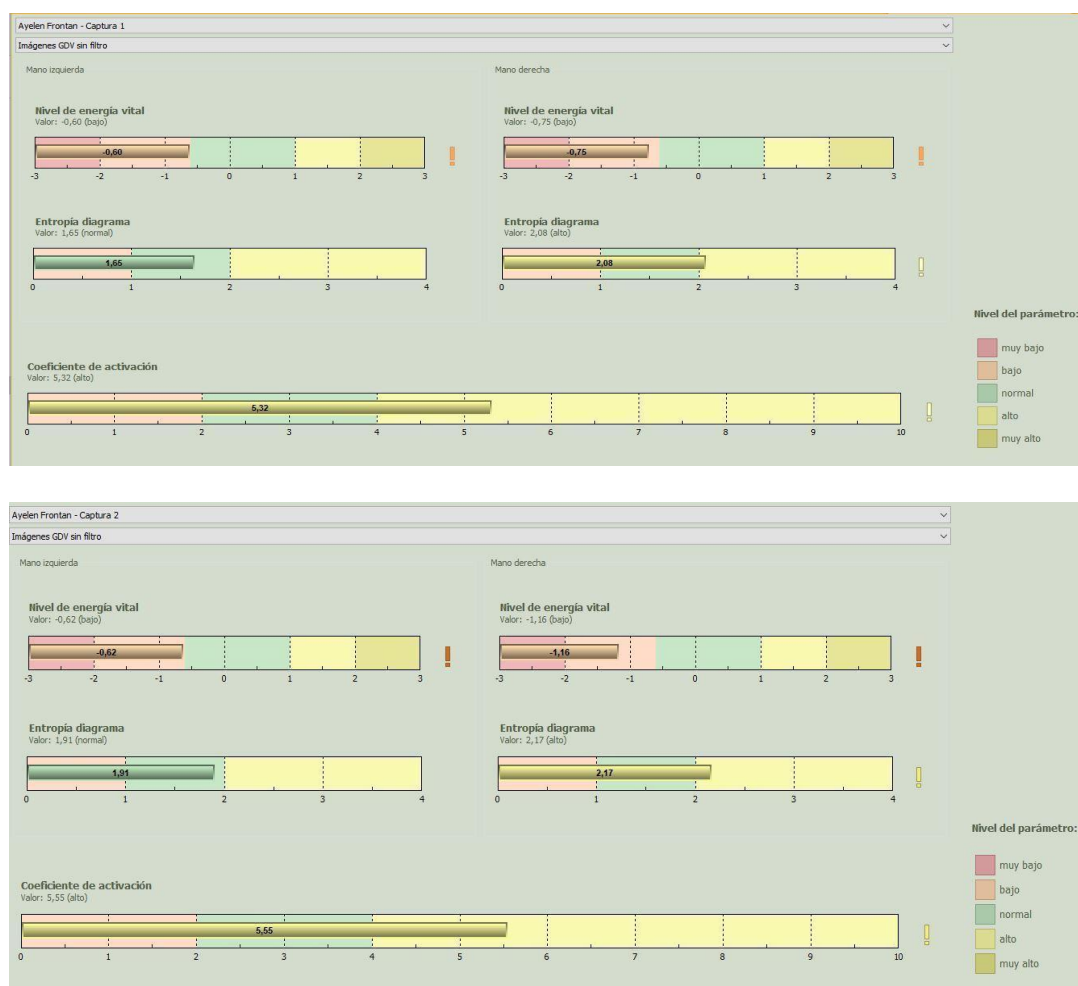 Ayelen Frontan - Captura 1
Imágenes GDV sin filtro
Mano izquierda
Mano derecha
Nivel de energía vital
Valor: -0,60 (bajo)
Nivel de energía vital
Valor: -0,75 (bajo)
-0,60
-0,75
-3 -2 -1 0 1 2 3
-3 -2 -1 0 1 2 3
Entropía diagrama
Valor: 1,65 (normal)
Entropía diagrama
Valor: 2,08 (alto)
1,65
2,08
0 1 2 3 4
0 1 2 3 4
Coeficiente de activación
Valor: 5,32 (alto)
5,32
0 1 2 3 4 5 6 7 8 9 10
Nivel del parámetro:
muy bajo
bajo
normal
alto
muy alto
Ayelen Frontan - Captura 2
Imágenes GDV sin filtro
Mano izquierda
Mano derecha
Nivel de energía vital
Valor: -0,62 (bajo)
Nivel de energía vital
Valor: -1,16 (bajo)
-0,62
-1,16
-3 -2 -1 0 1 2 3
-3 -2 -1 0 1 2 3
Entropía diagrama
Valor: 1,91 (normal)
Entropía diagrama
Valor: 2,17 (alto)
1,91
2,17
0 1 2 3 4
0 1 2 3 4
Coeficiente de activación
Valor: 5,55 (alto)
5,55
0 1 2 3 4 5 6 7 8 9 10
Nivel del parámetro:
muy bajo
bajo
normal
alto
muy alto